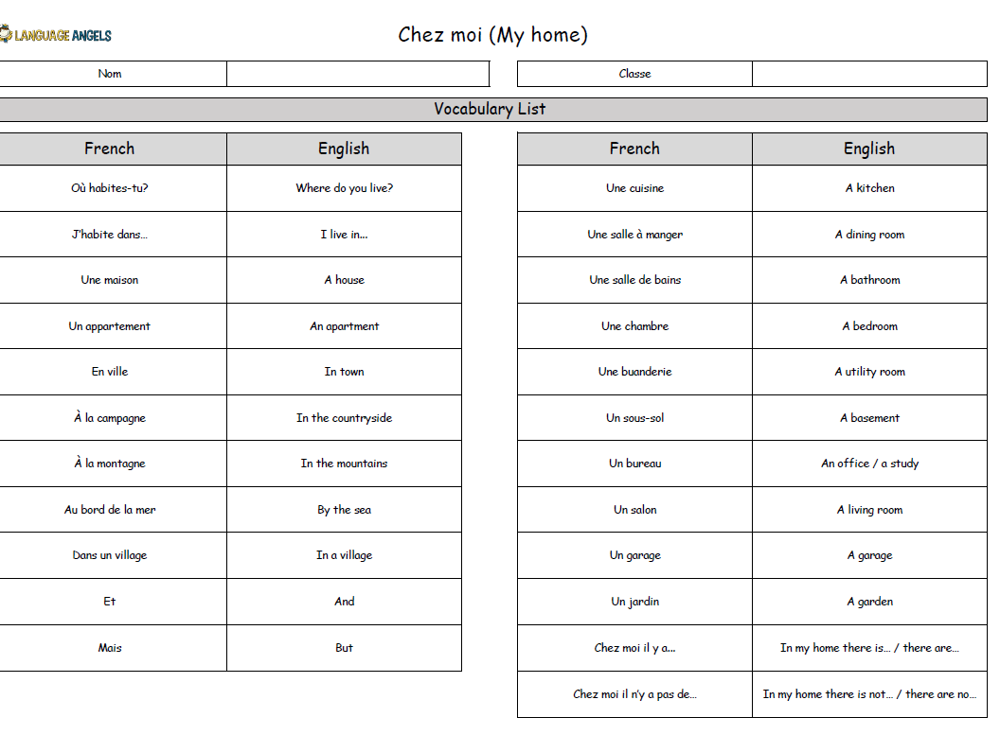 LANGUAGE ANGELS
Chez moi (My home)
Nom
Classe
Vocabulary List
French English
Où habites-tu? Where do you live?
J'habite dans... I live in...
Une maison A house
Un appartement An apartment
En ville In town
À la campagne In the countryside
À la montagne In the mountains
Au bord de la mer By the sea
Dans un village In a village
Et And
Mais But
French English
Une cuisine A kitchen
Une salle à manger A dining room
Une salle de bains A bathroom
Une chambre A bedroom
Une buanderie A utility room
Un sous-sol A basement
Un bureau An office / a study
Un salon A living room
Un garage A garage
Un jardin A garden
Chez moi il y a... In my home there is... / there are...
Chez moi il n'y a pas de... In my home there is not... / there are no...